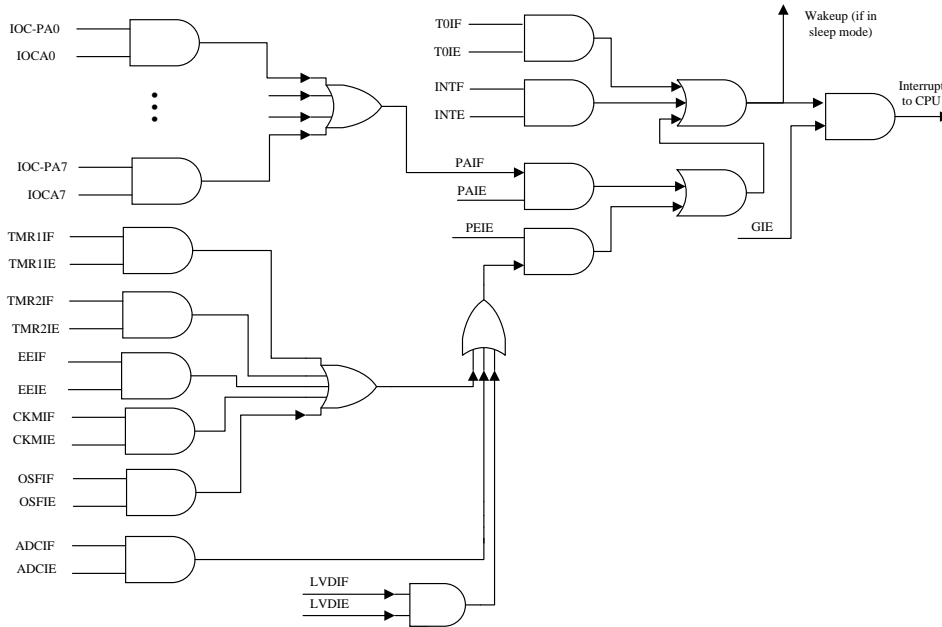 IOC-PA0
IOCA0
IOC-PA7
IOCA7
TMR1IF
TMR1IE
TMR2IF
TMR2IE
EEIF
EEIE
CKMIF
CKMIE
OSFIF
OSFIE
ADCIF
ADCIE
LVDIF
LVDIE
T0IF
T0IE
INTF
INTE
PAIF
PAIE
PEIE
GIE
Wakeup (if in
sleep mode)
Interrupt
to CPU